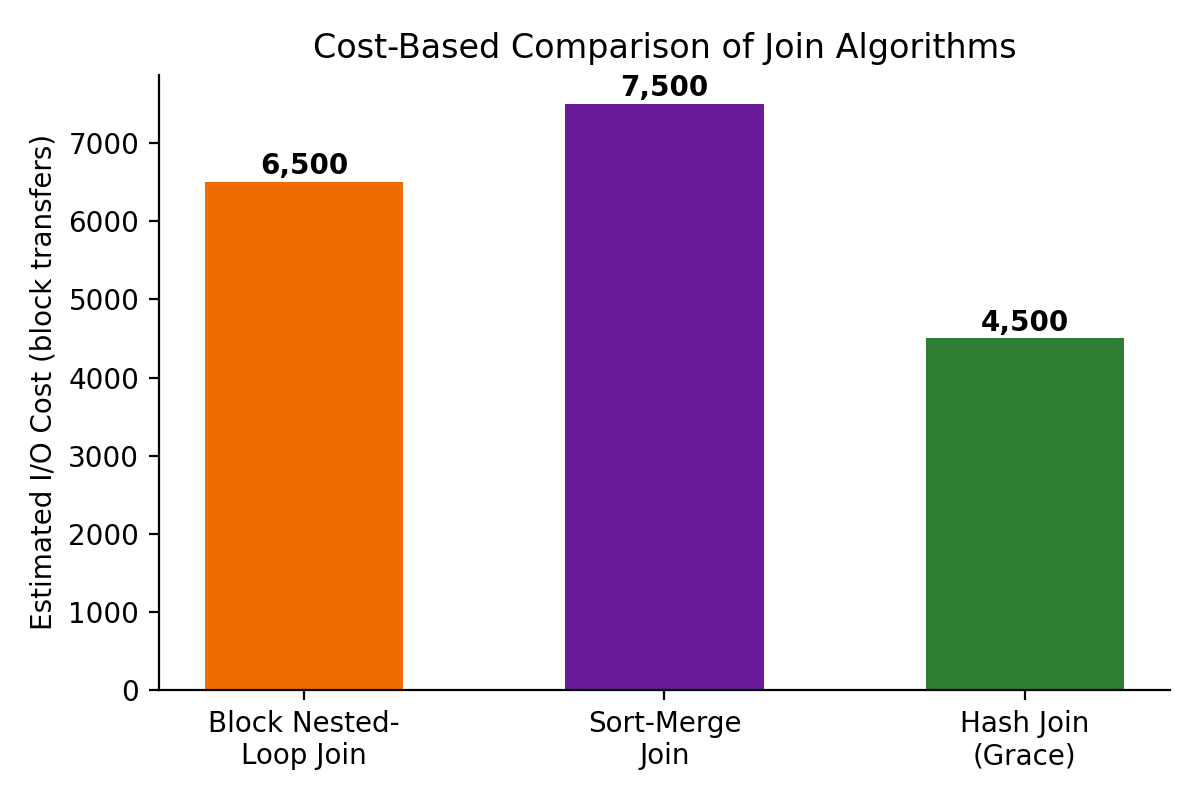 Cost-Based Comparison of Join Algorithms
Estimated I/O Cost (block transfers)
7000
6000
5000
4000
3000
2000
1000
0
6,500
7,500
4,500
Block Nested-
Loop Join
Sort-Merge
Join
Hash Join
(Grace)